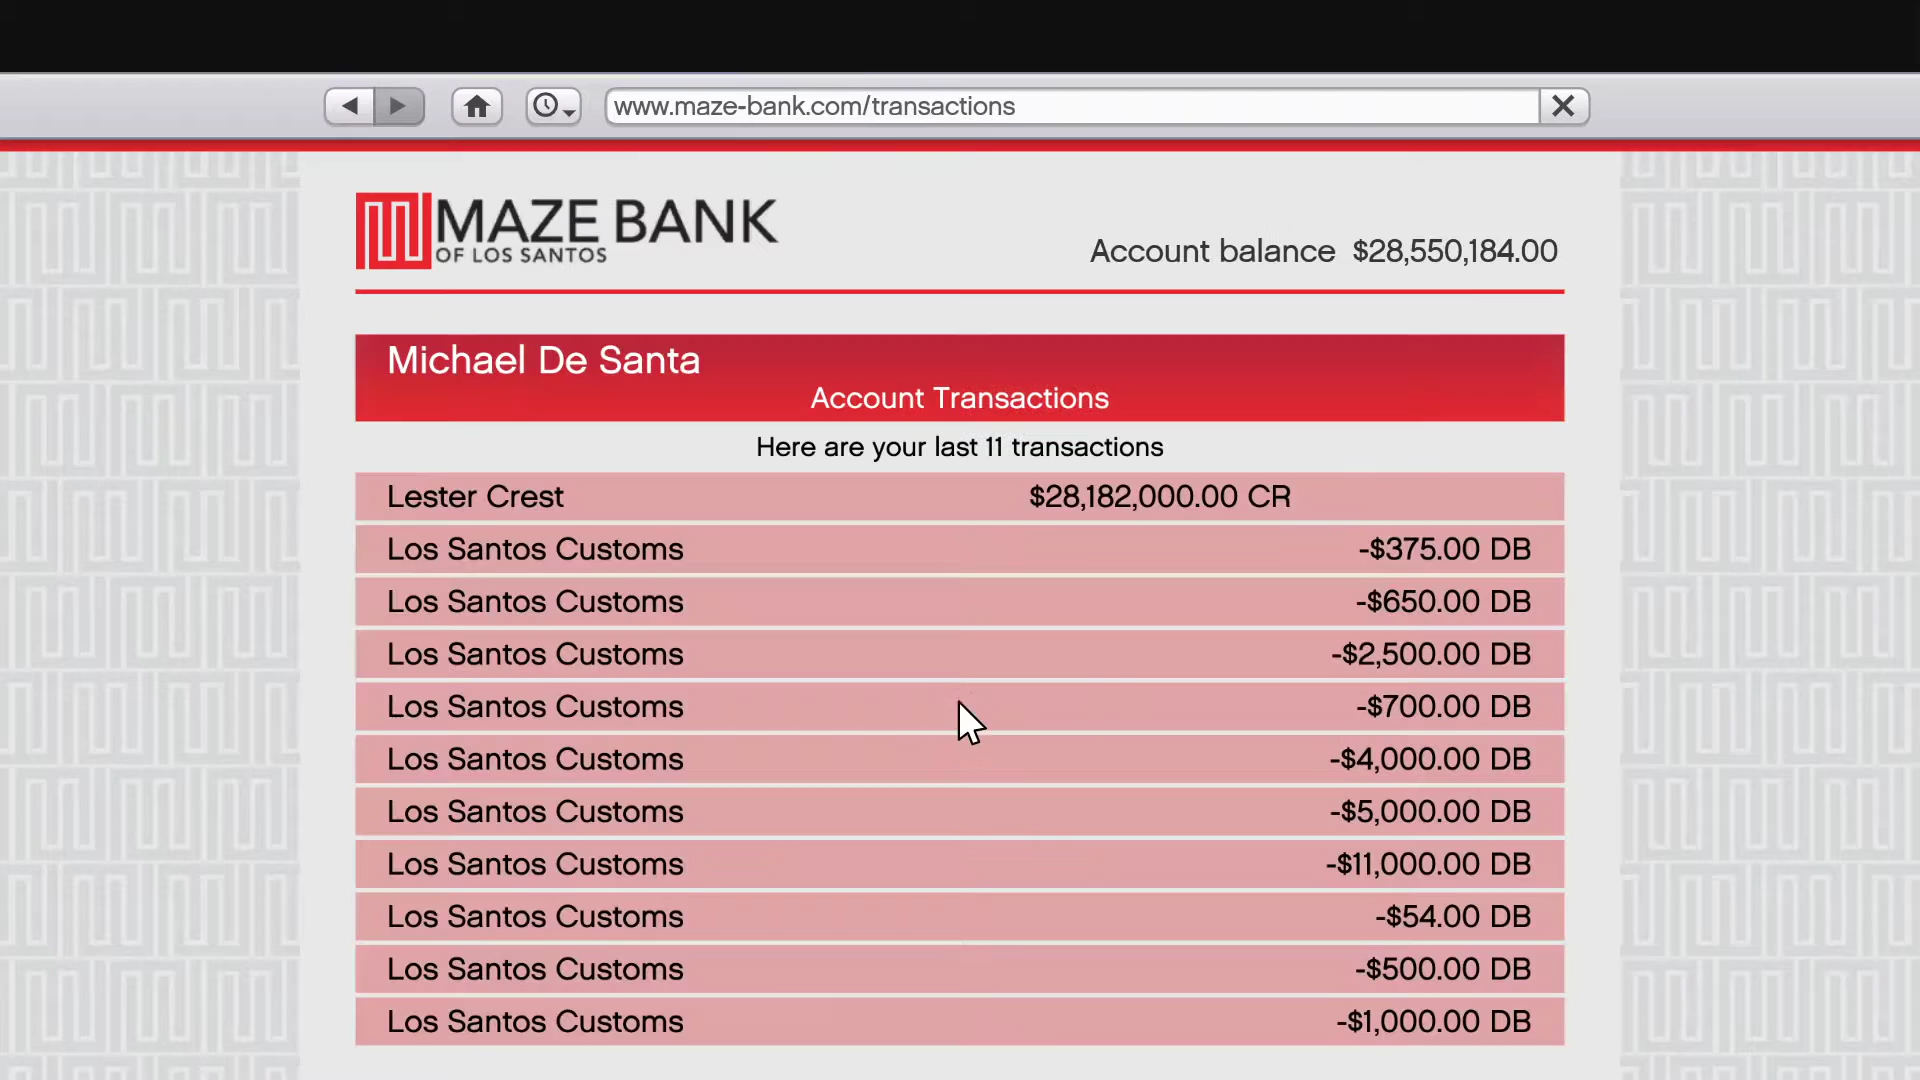 www.maze-bank.com/transactions
MAZE BANK
OF LOS SANTOS
Account balance $28,550,184.00
Michael De Santa
Account Transactions
Here are your last 11 transactions
Lester Crest $28,182,000.00 CR
Los Santos Customs -$375.00 DB
Los Santos Customs -$650.00 DB
Los Santos Customs -$2,500.00 DB
Los Santos Customs -$700.00 DB
Los Santos Customs -$4,000.00 DB
Los Santos Customs -$5,000.00 DB
Los Santos Customs -$11,000.00 DB
Los Santos Customs -$54.00 DB
Los Santos Customs -$500.00 DB
Los Santos Customs -$1,000.00 DB